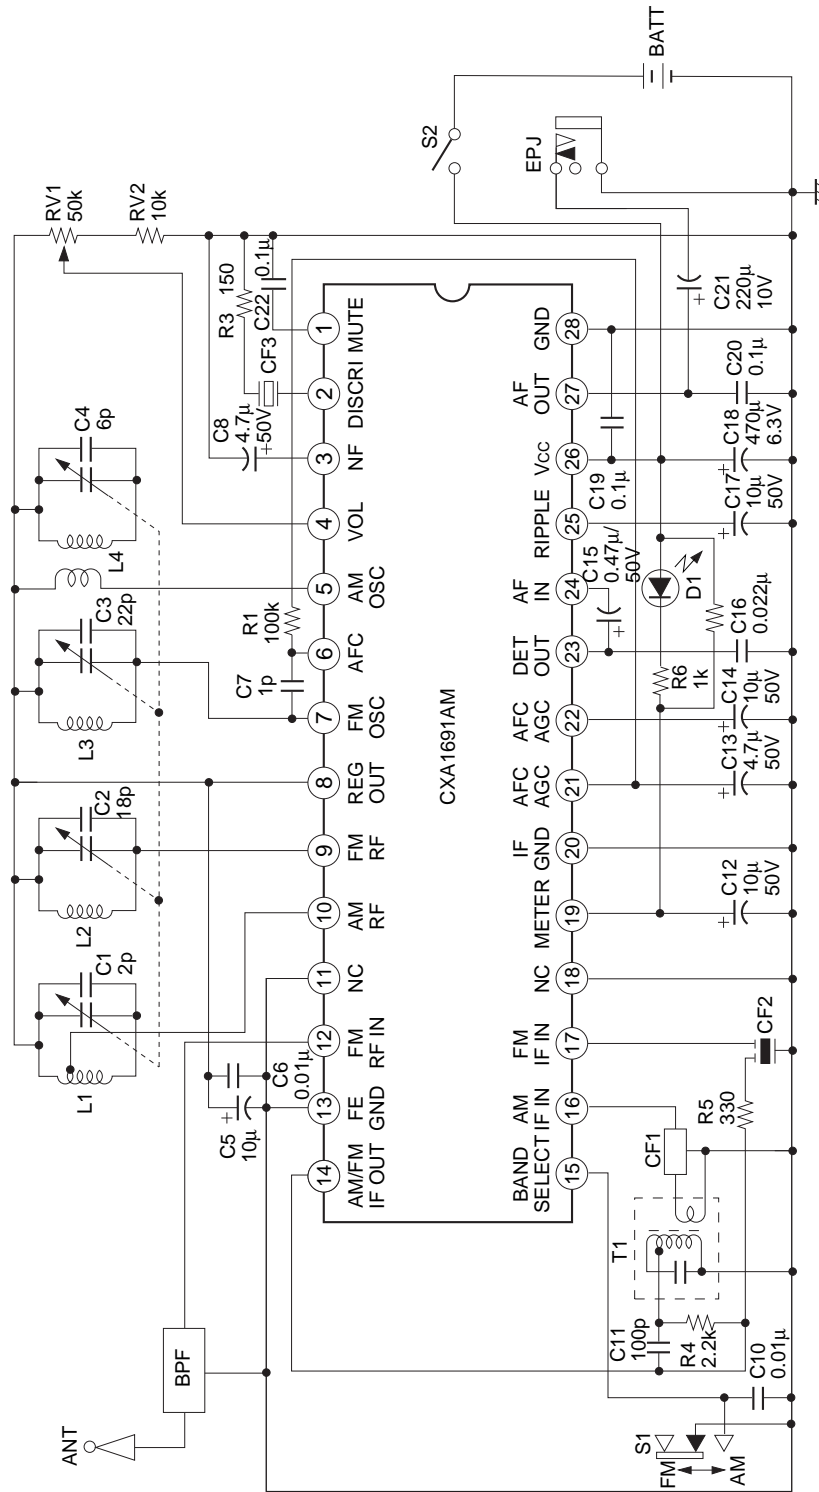 ANT
BPF
L1
C1
2p
L2
C2
18p
L3
C3
22p
L4
C4
6p
RV1
50k
RV2
10k
C5
10µ
C6
0.01µ
C7
1p
R1
100k
C8
4.7µ
50V
R3 150
C22 0.1µ
CF3
14
13
12
11
10
9
8
7
6
5
4
3
2
1
AM/FM
IF OUT
FE
GND
FM
RF IN
NC
AM
RF
FM
RF
REG
OUT
FM
OSC
AFC
AM
OSC
VOL
NF
DISCRI
MUTE
CXA1691AM
BAND
SELECT
AM
IF IN
FM
IF IN
NC
METER
IF
GND
AFC
AGC
AFC
AGC
DET
OUT
AF
IN
RIPPLE
Vcc
AF
OUT
GND
15
16
17
18
19
20
21
22
23
24
25
26
27
28
S1
FM
AM
C10
0.01µ
C11
100p
R4
2.2k
T1
CF1
R5
330
CF2
C12
10µ
50V
C13
4.7µ
50V
C14
10µ
50V
R6
1k
C16
0.022µ
D1
C15
0.47µ/
50V
C17
10µ
50V
C19
0.1µ
C18
470µ
6.3V
C20
0.1µ
C21
220µ
10V
EPJ
S2
BATT